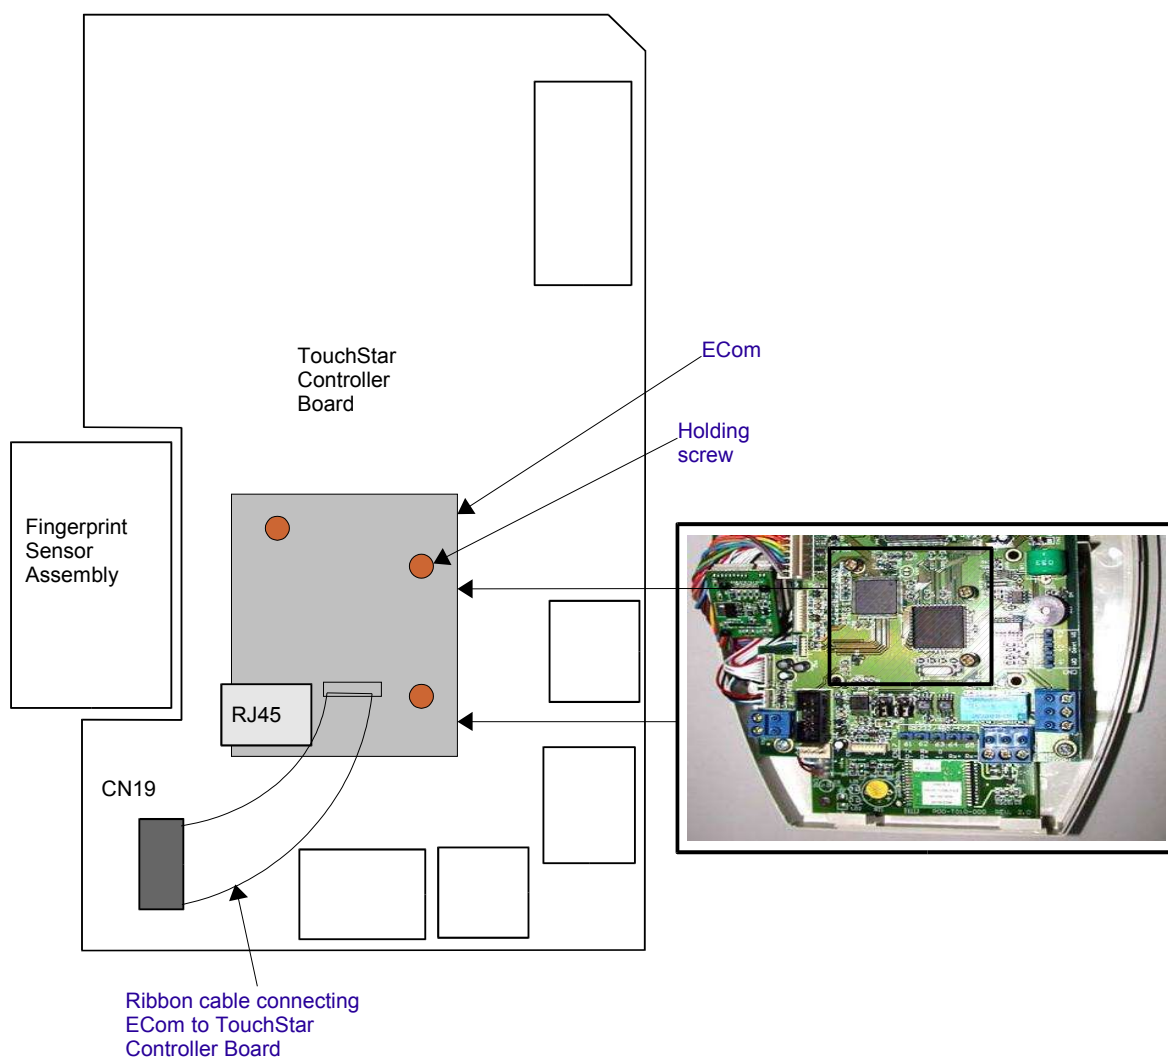 TouchStar
Controller
Board
ECom
Holding
screw
Fingerprint
Sensor
Assembly
RJ45
CN19
Ribbon cable connecting
ECom to TouchStar
Controller Board